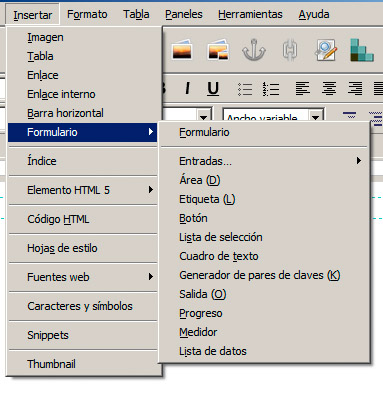 Insertar Formato Tabla Paneles Herramientas Ayuda
Imagen
Tabla
Enlace
Enlace interno
Barra horizontal
Formulario
Índice
Elemento HTML 5
Código HTML
Hojas de estilo
Fuentes web
Caracteres y símbolos
Snippets
Thumbnail
I U
Ancho variable
Formulario
Entradas...
Área (D)
Etiqueta (L)
Botón
Lista de selección
Cuadro de texto
Generador de pares de claves (K)
Salida (O)
Progreso
Medidor
Lista de datos